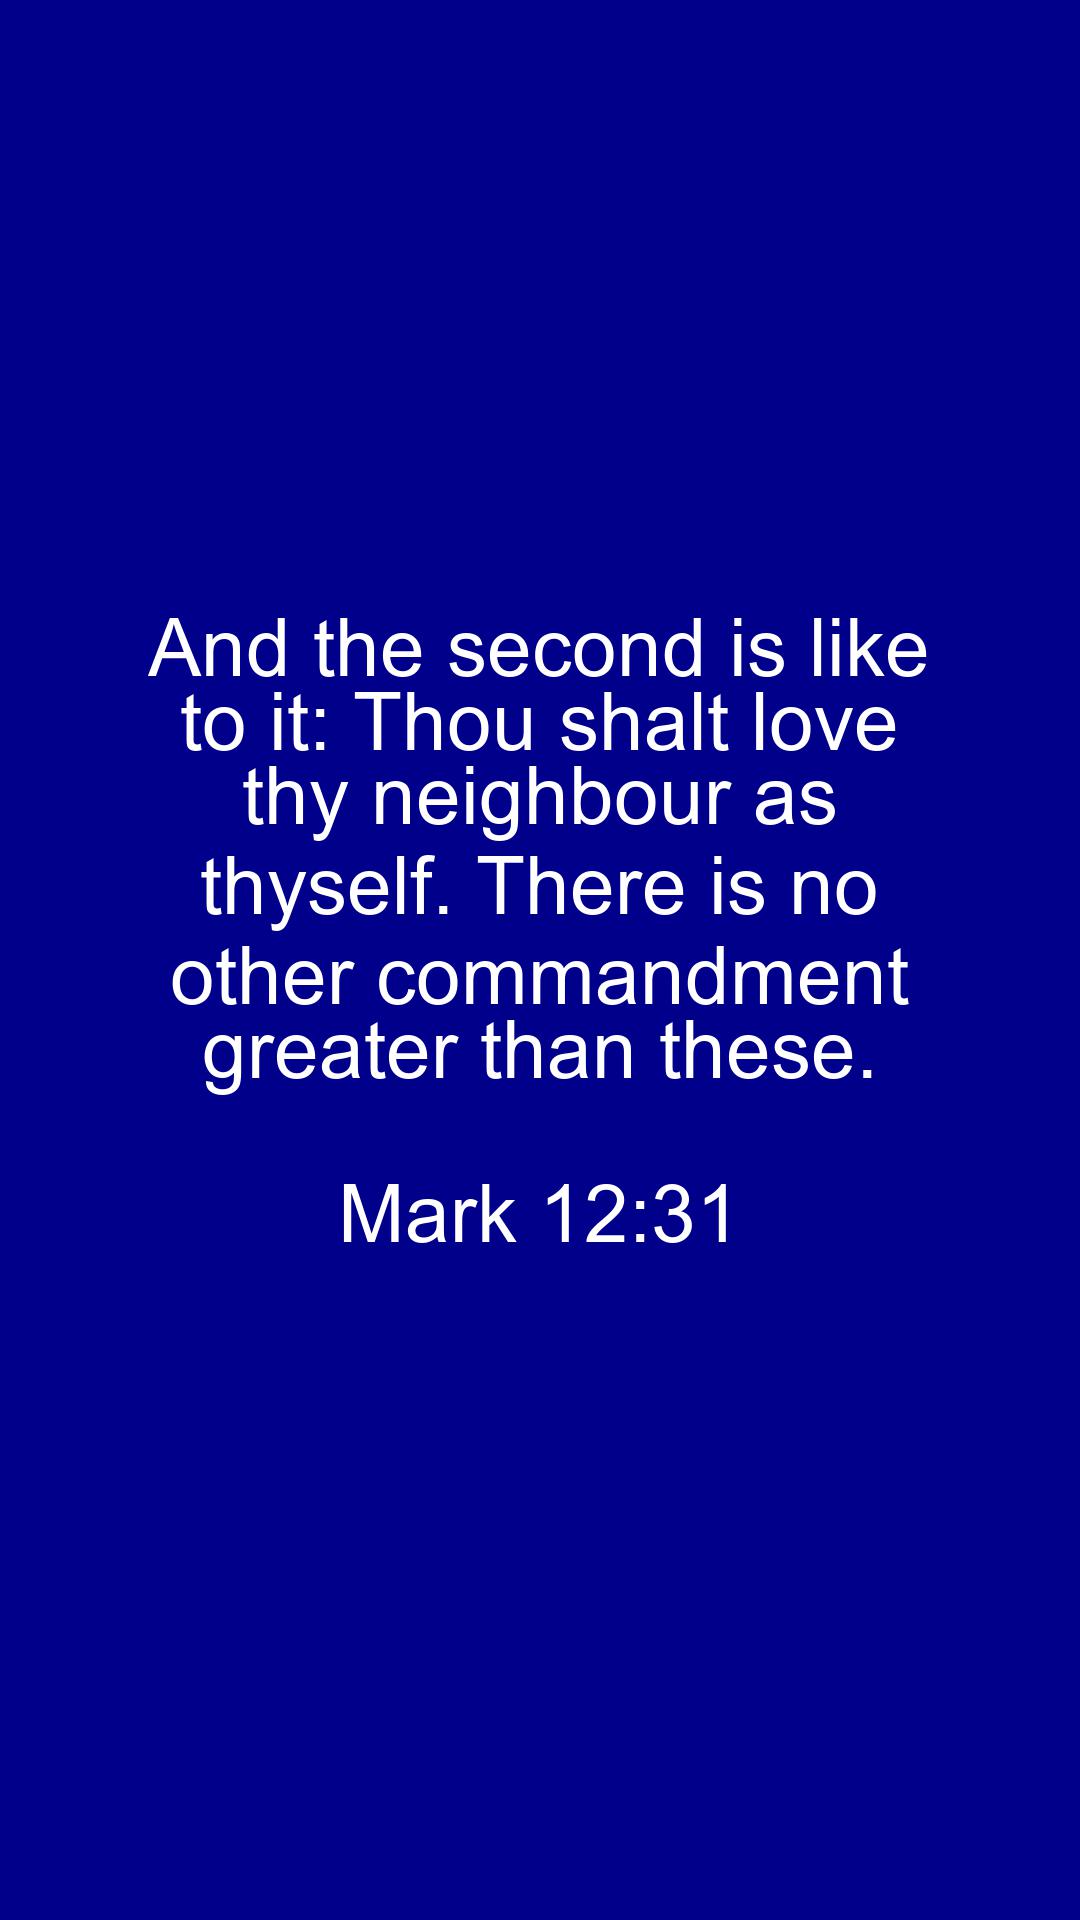 And the second is like
to it: Thou shalt love
thy neighbour as
thyself. There is no
other commandment
greater than these.
Mark 12:31